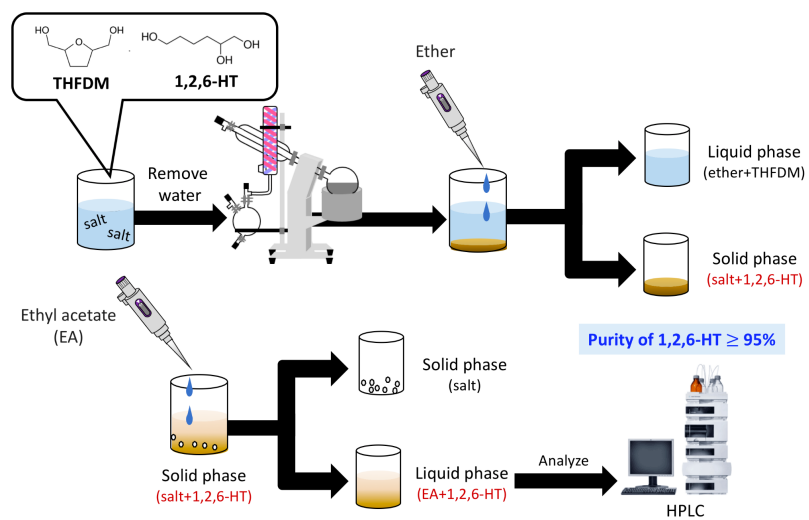 HO
O
OH
THFDM
HO
OH
OH
1,2,6-HT
salt
salt
Remove
water
Ether
Liquid phase
(ether+THFDM)
Solid phase
(salt+1,2,6-HT)
Ethyl acetate
(EA)
Solid phase
(salt+1,2,6-HT)
Solid phase
(salt)
Liquid phase
(EA+1,2,6-HT)
Analyze
Purity of 1,2,6-HT ≥ 95%
HPLC